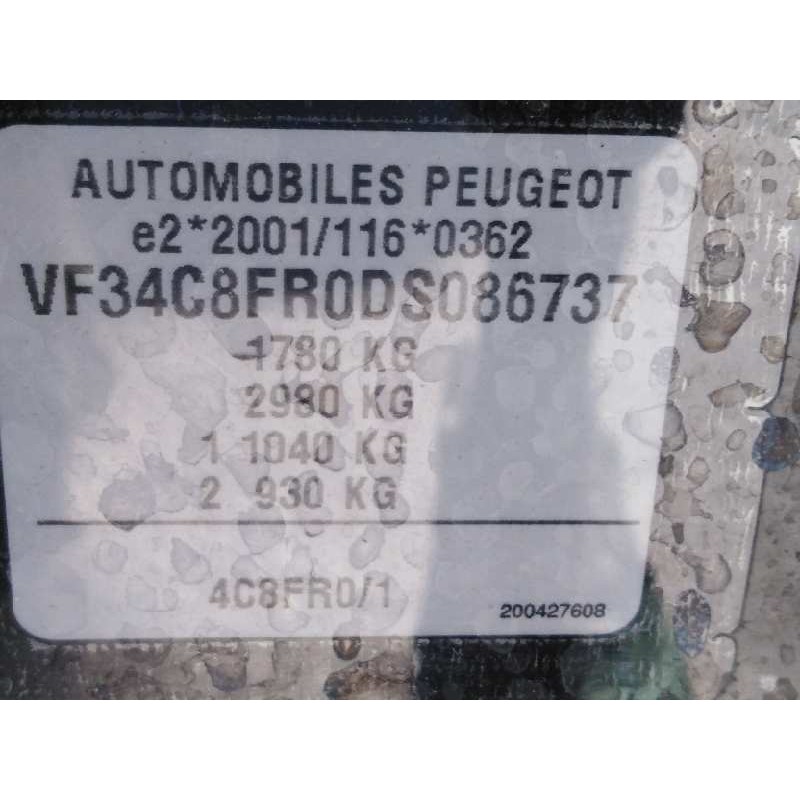 AUTOMOBILES PEUGEOT
e2*2001/116*0362
VF34C8FR0DS086737
1780 KG
2980 KG
1 1040 KG
2 930 KG
4C8FR0/1
200427608